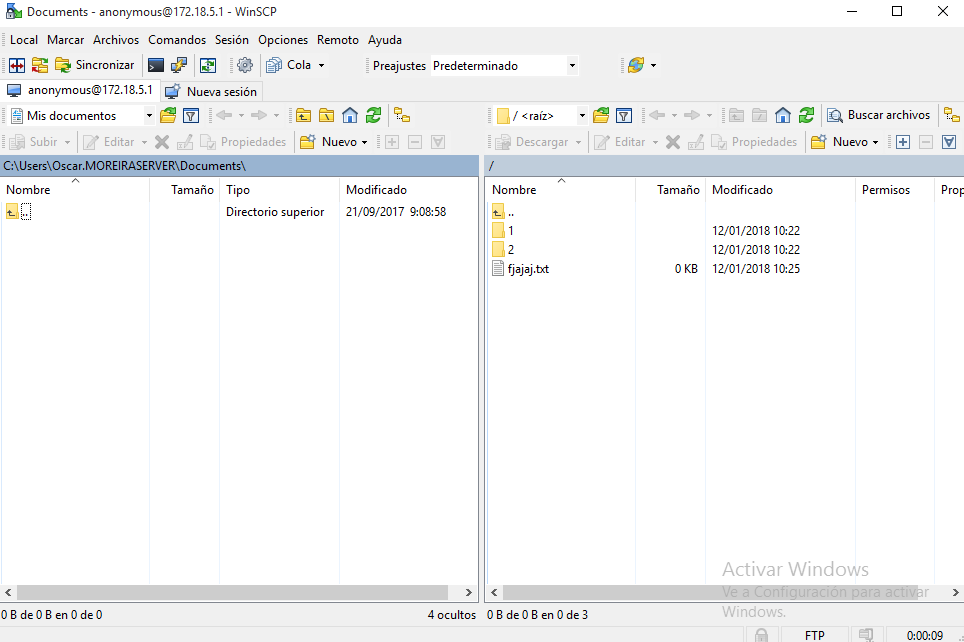 Documents - anonymous@172.18.5.1 - WinSCP
Local Marcar Archivos Comandos Sesión Opciones Remoto Ayuda
Sincronizar Cola Preajustes Predeterminado
anonymous@172.18.5.1 Nueva sesión
Mis documentos / <raíz> Buscar archivos
Subir Editar Propiedades Nuevo Descargar Editar Propiedades Nuevo
C:\Users\Oscar.MOREIRASERVER\Documents\ /
Nombre Tamaño Tipo Modificado Nombre Tamaño Modificado Permisos Prop
.. Directorio superior 21/09/2017 9:08:58 ..
1 12/01/2018 10:22
2 12/01/2018 10:22
fjajaj.txt 0 KB 12/01/2018 10:25
Activar Windows
Ve a Configuración para activar
Windows.
0 B de 0 B en 0 de 0 4 ocultos 0 B de 0 B en 0 de 3
FTP 0:00:09